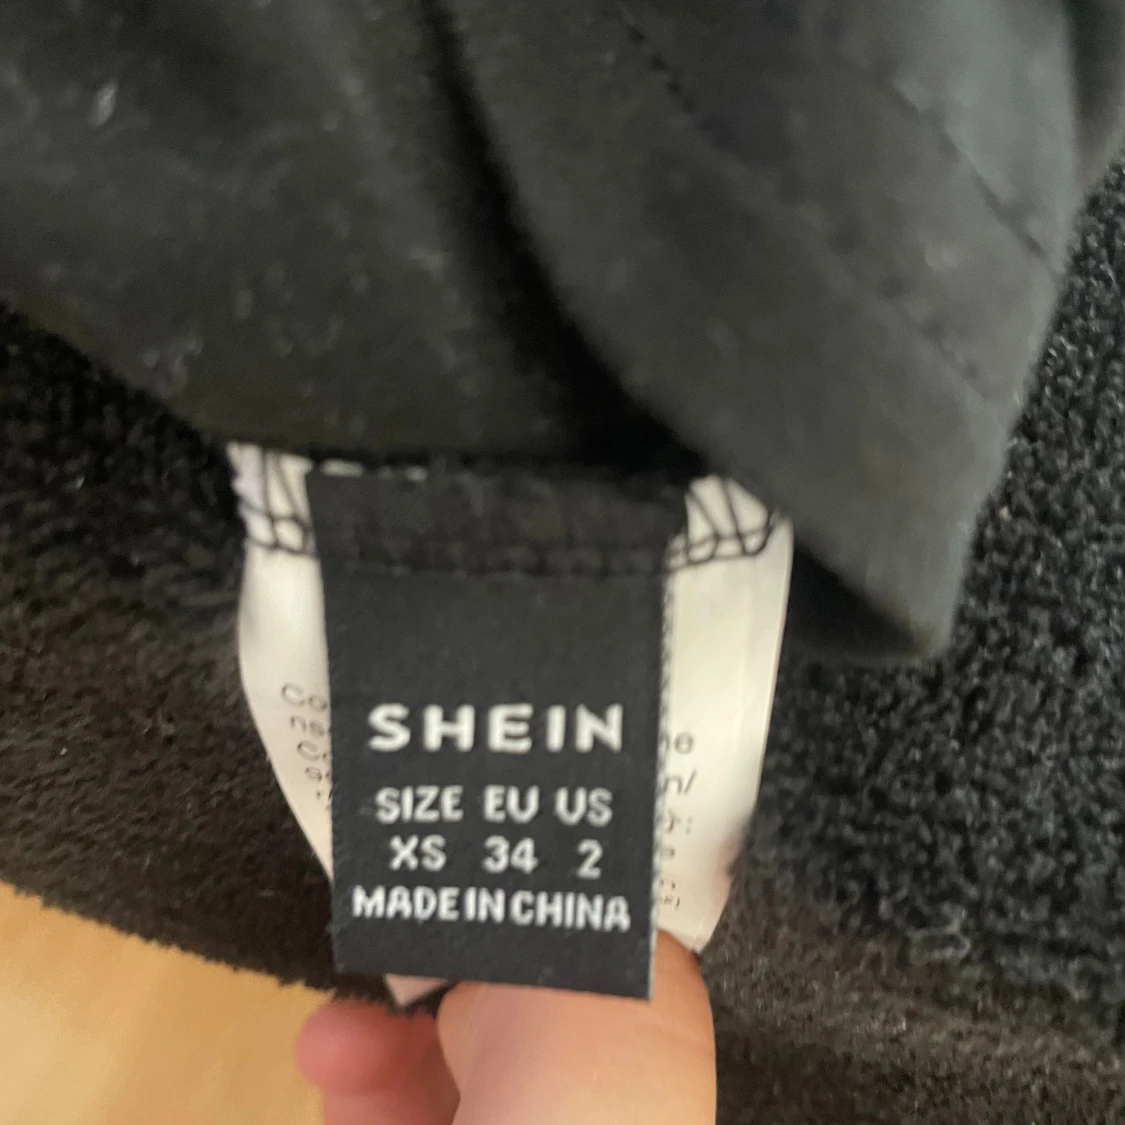 SHEIN
SIZE EU US
XS 34 2
MADE IN CHINA